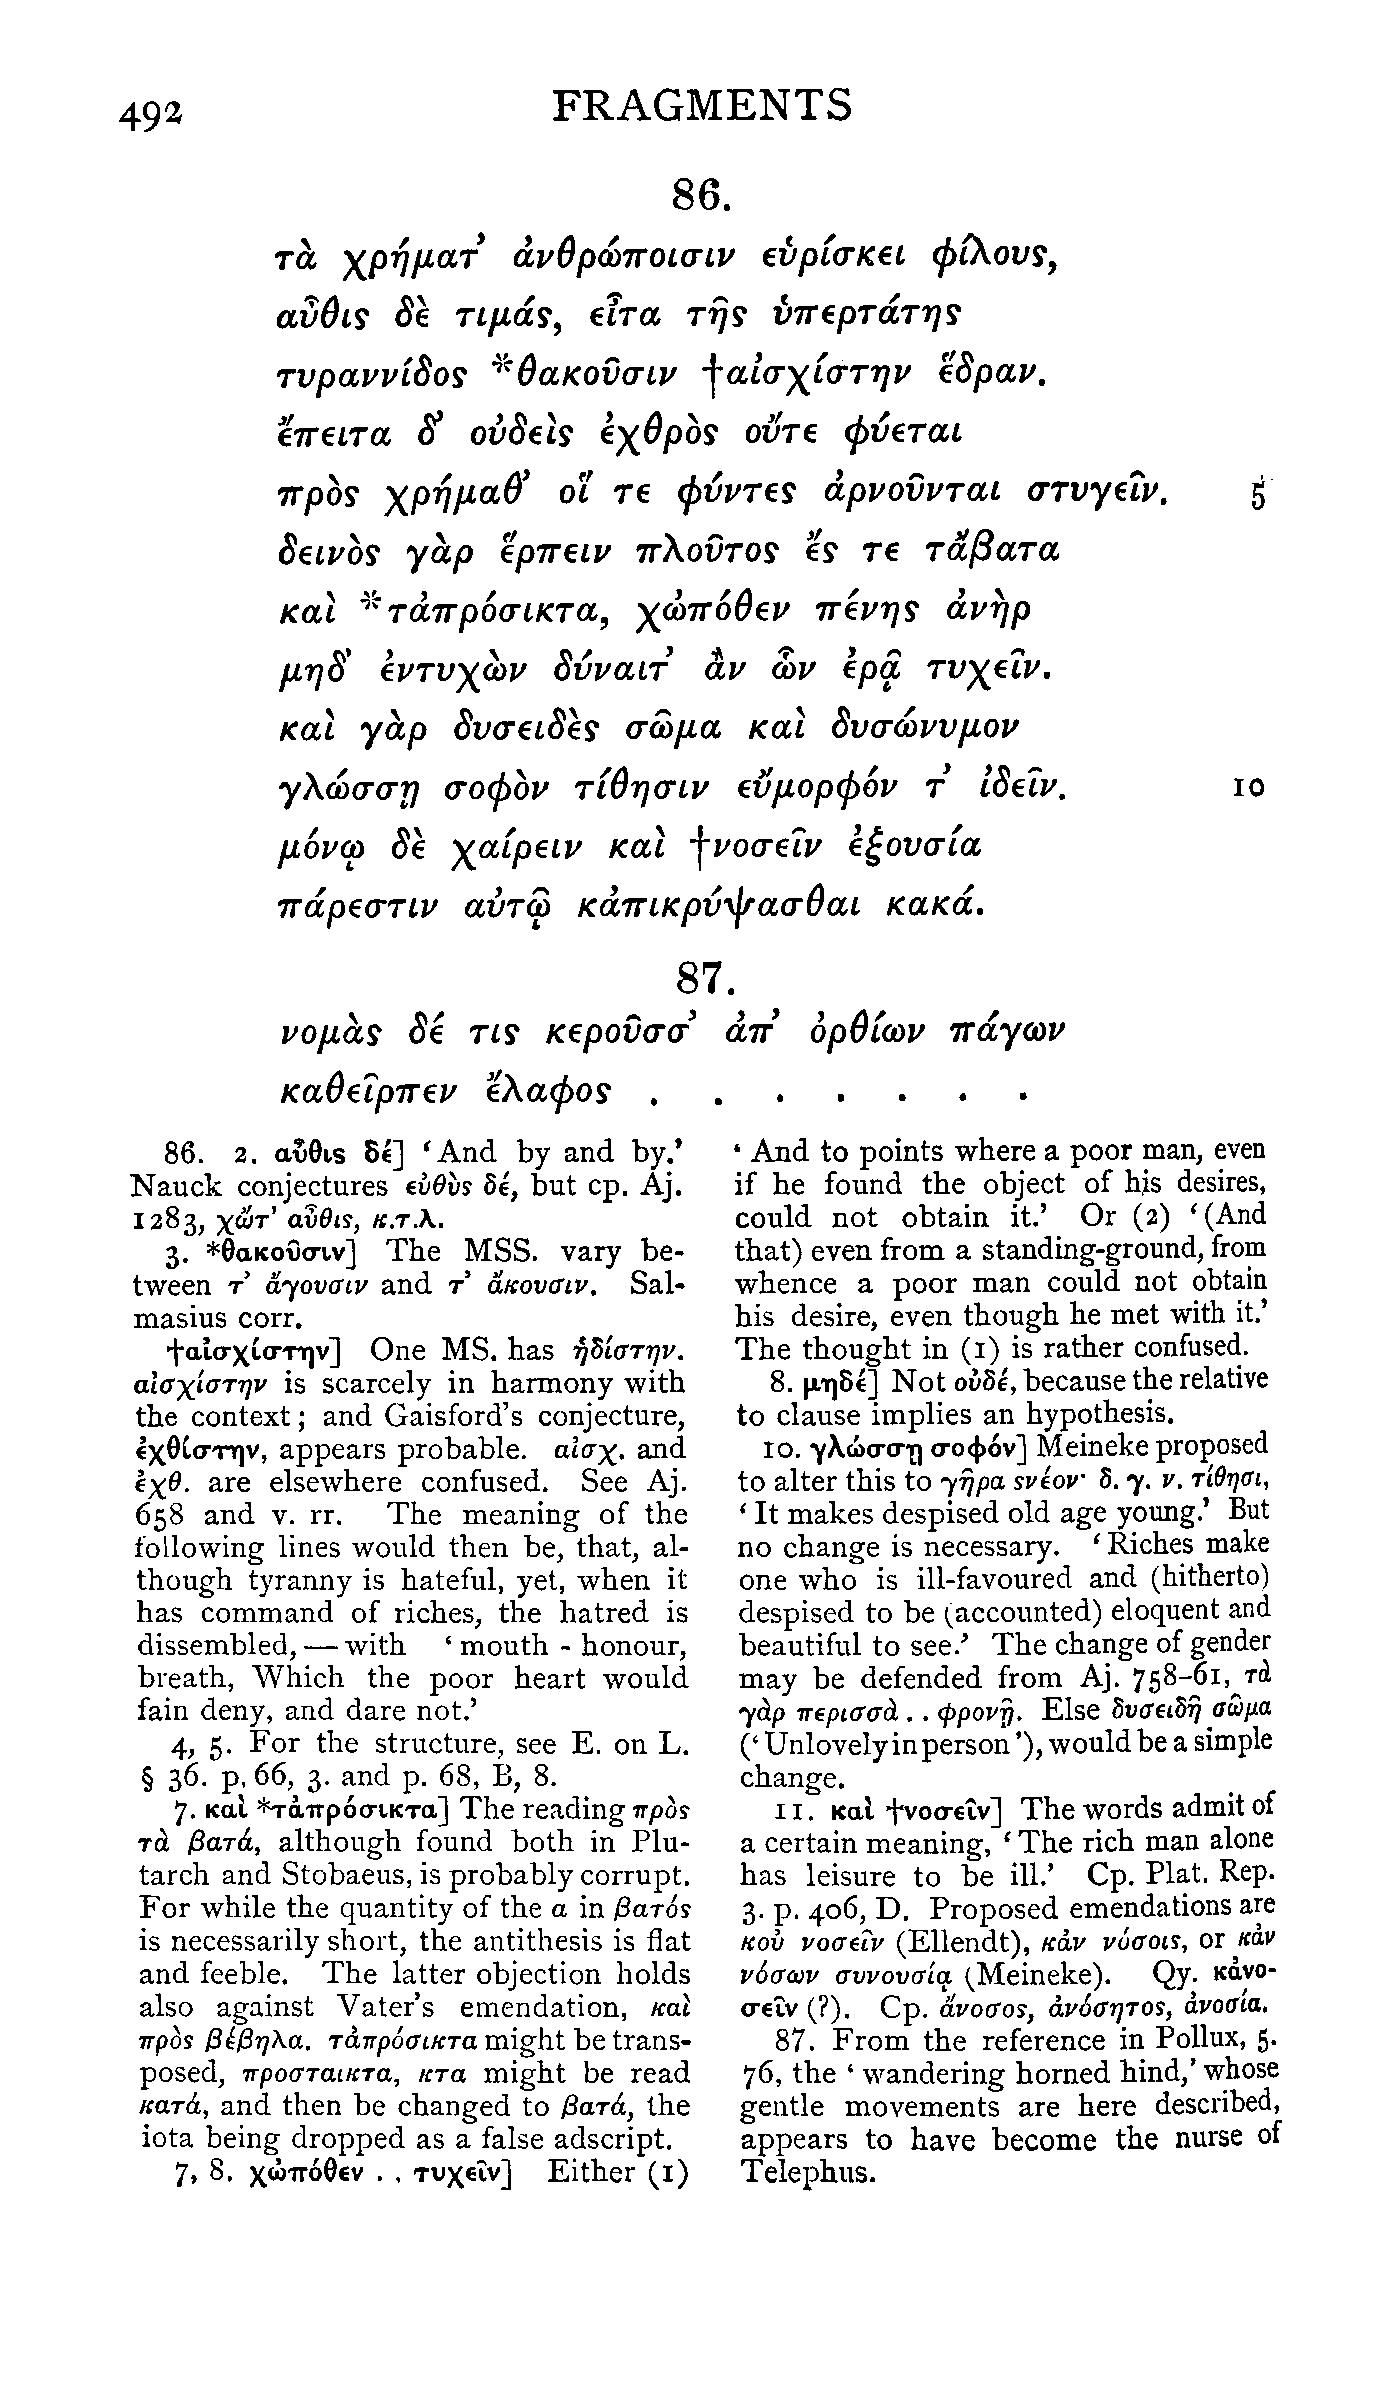 492
FRAGMENTS
86.
τὰ χρήματ' ἀνθρώποισιν εὑρίσκει φίλους,
αὖθις δὲ τιμάς, εἶτα τῆς ὑπερτάτης
τυραννίδος *θακοῦσιν †αἰσχίστην ἕδραν.
ἔπειτα δ' οὐδεὶς ἐχθρὸς οὔτε φύεται
πρὸς χρήμαθ' οἵ τε φύντες ἀρνοῦνται στυγεῖν. 5
δεινὸς γὰρ ἕρπειν πλοῦτος ἔς τε τἄβατα
καὶ *τἀπρόσικτα, χὠπόθεν πένης ἀνὴρ
μηδ' ἐντυχὼν δύναιτ' ἂν ὧν ἐρᾷ τυχεῖν.
καὶ γὰρ δυσειδὲς σῶμα καὶ δυσώνυμον
γλώσσῃ σοφὸν τίθησιν εὔμορφόν τ' ἰδεῖν. 10
μόνῳ δὲ χαίρειν καὶ †νοσεῖν ἐξουσία
πάρεστιν αὐτῷ κἀπικρύψασθαι κακά.
87.
νομὰς δέ τις κεροῦσσ' ἀπ' ὀρθίων πάγων
καθεῖρπεν ἔλαφος . . . . . . .
86. 2. αὖθις δέ] ‘And by and by.’
Nauck conjectures εὐθὺς δέ, but cp. Aj.
1283, χὤτ' αὖθις, κ.τ.λ.
3. *θακοῦσιν] The MSS. vary be-
tween τ' ἄγουσιν and τ' ἄκουσιν. Sal-
masius corr.
†αἰσχίστην] One MS. has ἡδίστην.
αἰσχίστην is scarcely in harmony with
the context; and Gaisford's conjecture,
ἐχθίστην, appears probable. αἰσχ. and
ἐχθ. are elsewhere confused. See Aj.
658 and v. rr. The meaning of the
following lines would then be, that, al-
though tyranny is hateful, yet, when it
has command of riches, the hatred is
dissembled,—with ‘mouth-honour,
breath, Which the poor heart would
fain deny, and dare not.’
4, 5. For the structure, see E. on L.
§ 36. p. 66, 3. and p. 68, B, 8.
7. καὶ *τἀπρόσικτα] The reading πρὸς
τὰ βατά, although found both in Plu-
tarch and Stobaeus, is probably corrupt.
For while the quantity of the α in βατός
is necessarily short, the antithesis is flat
and feeble. The latter objection holds
also against Vater's emendation, καὶ
πρὸς βέβηλα. τἀπρόσικτα might be trans-
posed, προσταικτα, κτα might be read
κατά, and then be changed to βατά, the
iota being dropped as a false adscript.
7, 8. χὠπόθεν . . τυχεῖν] Either (1)
‘And to points where a poor man, even
if he found the object of his desires,
could not obtain it.’ Or (2) ‘(And
that) even from a standing-ground, from
whence a poor man could not obtain
his desire, even though he met with it.’
The thought in (1) is rather confused.
8. μηδέ] Not οὐδέ, because the relative
to clause implies an hypothesis.
10. γλώσσῃ σοφόν] Meineke proposed
to alter this to γῆρα sνέον· δ. γ. ν. τίθησι,
‘It makes despised old age young.’ But
no change is necessary. ‘Riches make
one who is ill-favoured and (hitherto)
despised to be (accounted) eloquent and
beautiful to see.’ The change of gender
may be defended from Aj. 758–61, τὰ
γὰρ περισσὰ . . φρονῇ. Else δυσειδῆ σῶμα
(‘Unlovely in person’), would be a simple
change.
11. καὶ †νοσεῖν] The words admit of
a certain meaning, ‘The rich man alone
has leisure to be ill.’ Cp. Plat. Rep.
3. p. 406, D. Proposed emendations are
κοὐ νοσεῖν (Ellendt), κἀν νόσοις, or κἀν
νόσων συνουσίᾳ (Meineke). Qy. κἀνο-
σεῖν (?). Cp. ἄνοσος, ἀνόσητος, ἀνοσία.
87. From the reference in Pollux, 5.
76, the ‘wandering horned hind,’ whose
gentle movements are here described,
appears to have become the nurse of
Telephus.